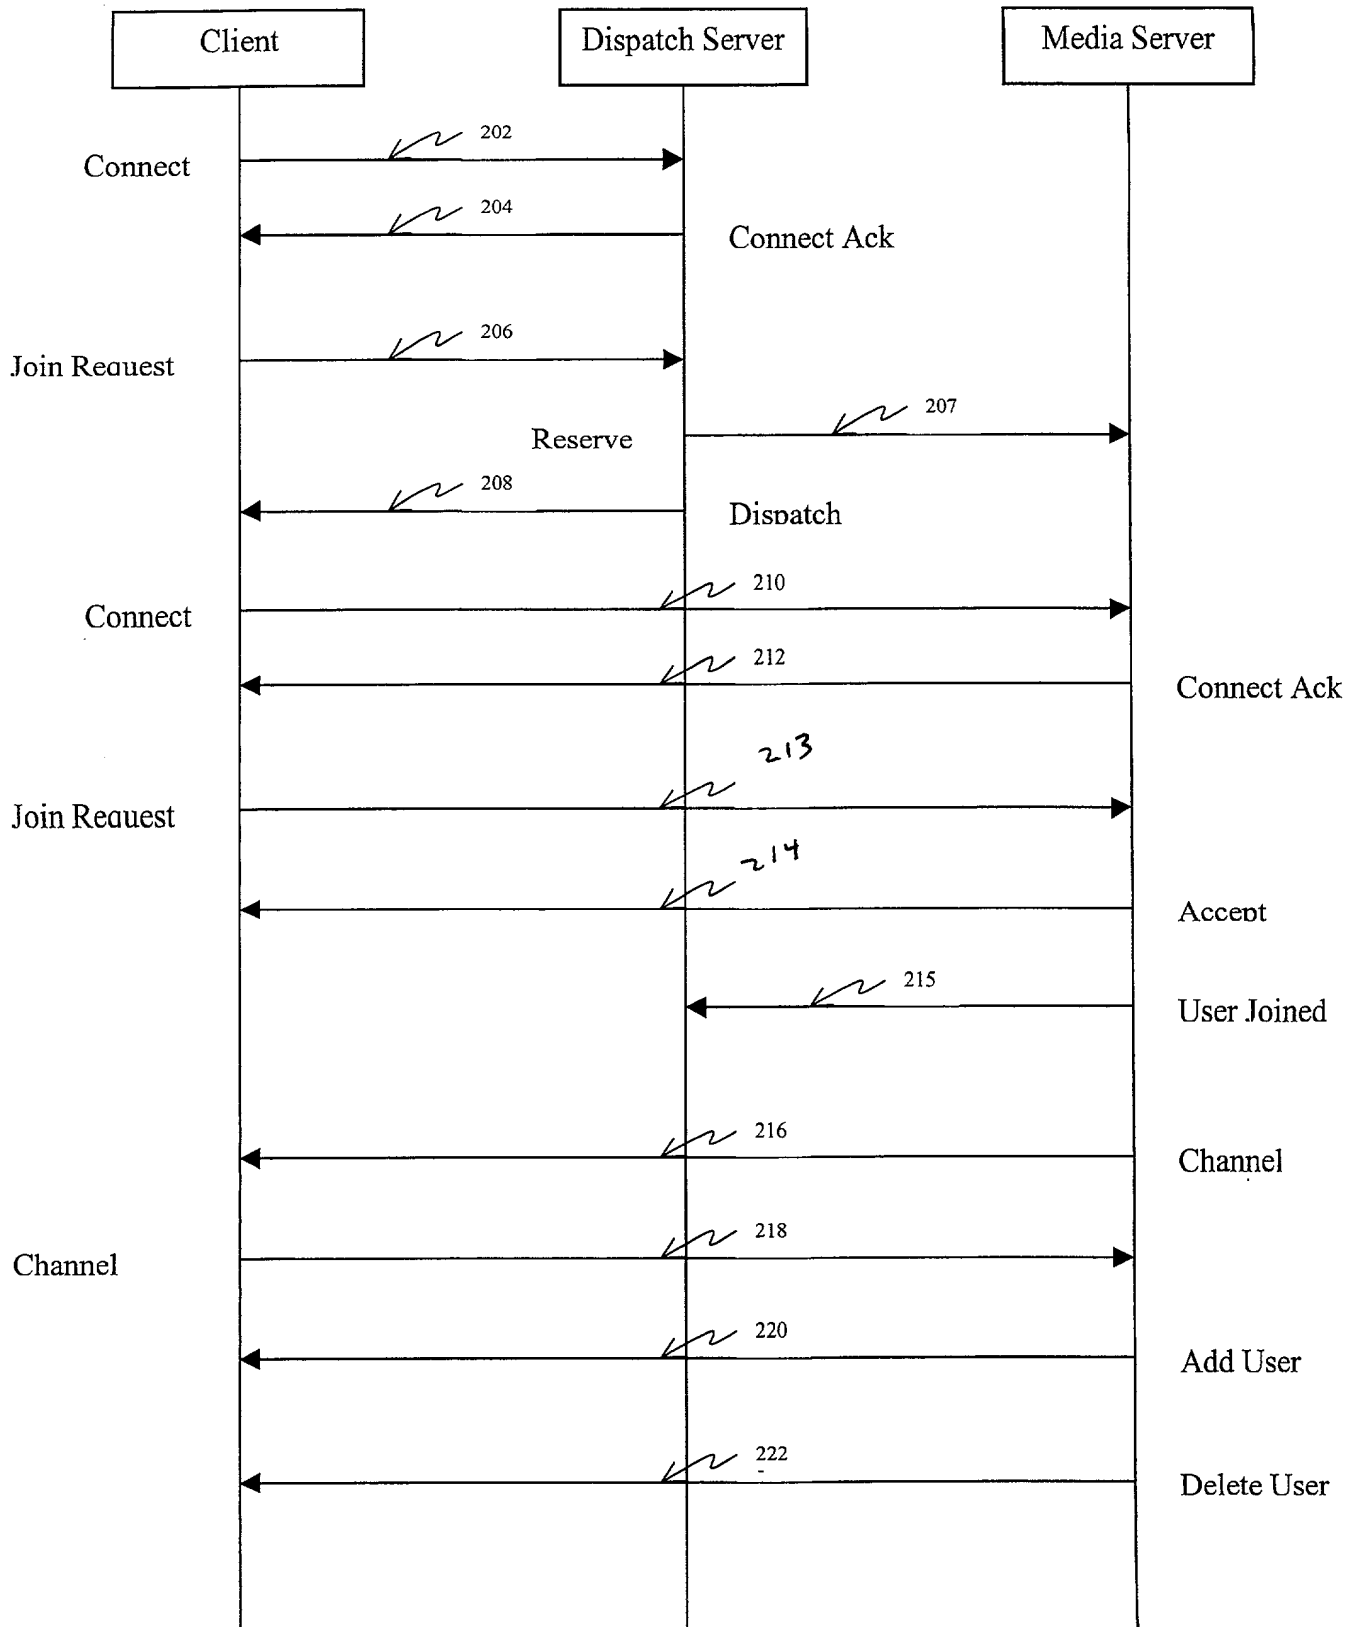 Client
Dispatch Server
Media Server
202
Connect
204
Connect Ack
206
Join Request
207
Reserve
208
Dispatch
210
Connect
212
Connect Ack
213
Join Request
214
Accept
215
User Joined
216
Channel
218
Channel
220
Add User
222
Delete User